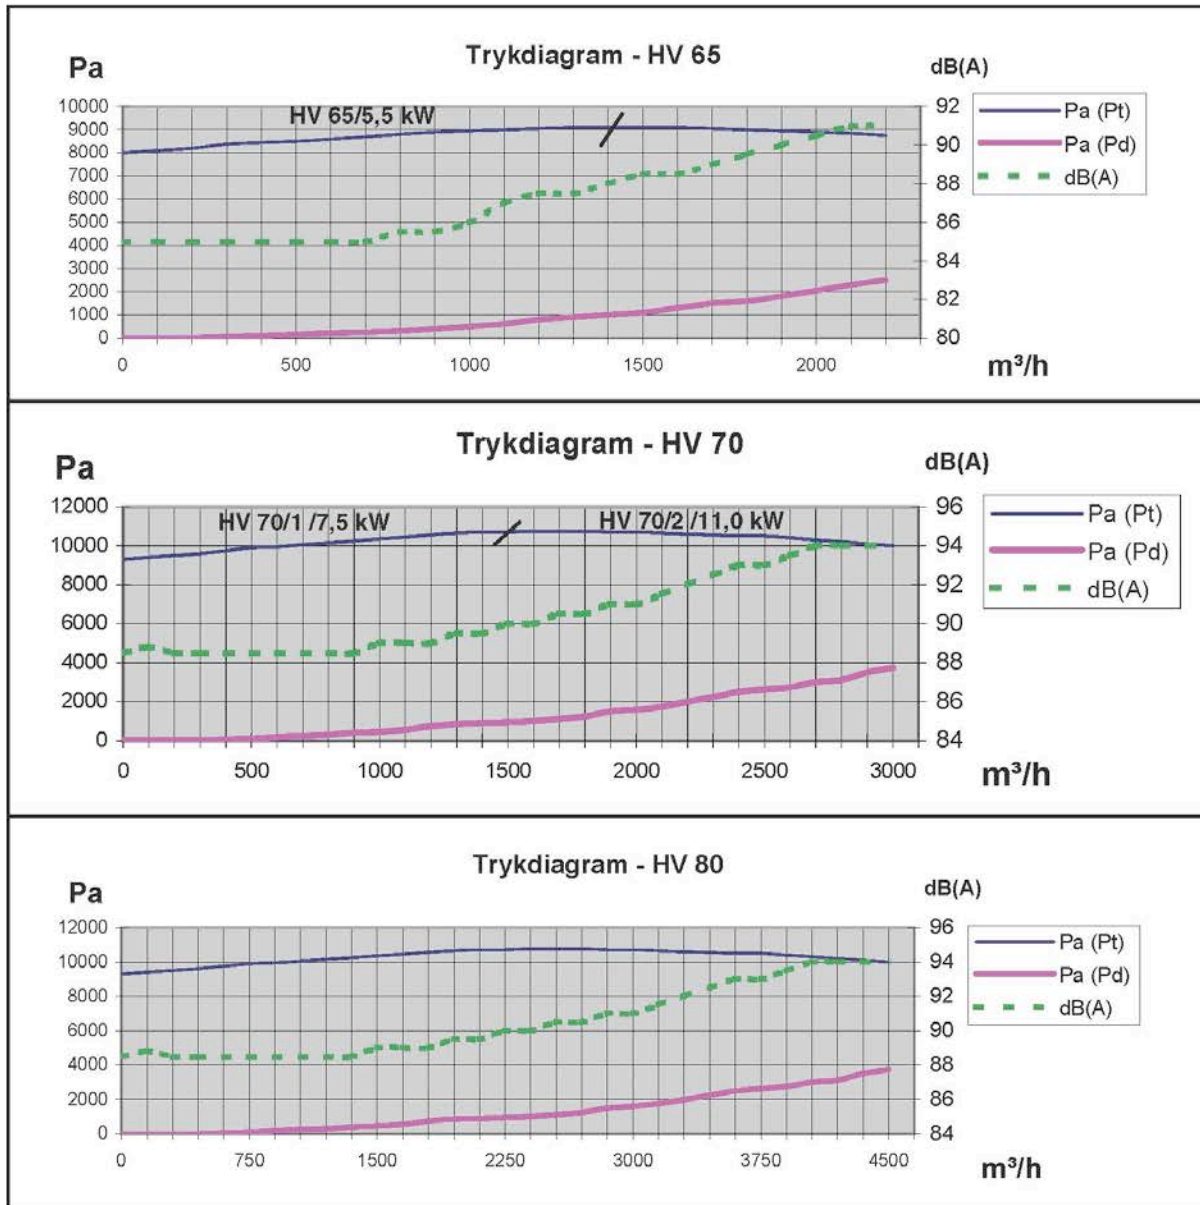 Trykdiagram - HV 65
Pa
dB(A)
HV 65/5,5 kW
10000
9000
8000
7000
6000
5000
4000
3000
2000
1000
0
92
90
88
86
84
82
80
0 500 1000 1500 2000
m³/h
Pa (Pt)
Pa (Pd)
dB(A)
Trykdiagram - HV 70
Pa
dB(A)
HV 70/1 /7,5 kW
HV 70/2 /11,0 kW
12000
10000
8000
6000
4000
2000
0
96
94
92
90
88
86
84
0 500 1000 1500 2000 2500 3000
m³/h
Pa (Pt)
Pa (Pd)
dB(A)
Trykdiagram - HV 80
Pa
dB(A)
12000
10000
8000
6000
4000
2000
0
96
94
92
90
88
86
84
0 750 1500 2250 3000 3750 4500
m³/h
Pa (Pt)
Pa (Pd)
dB(A)